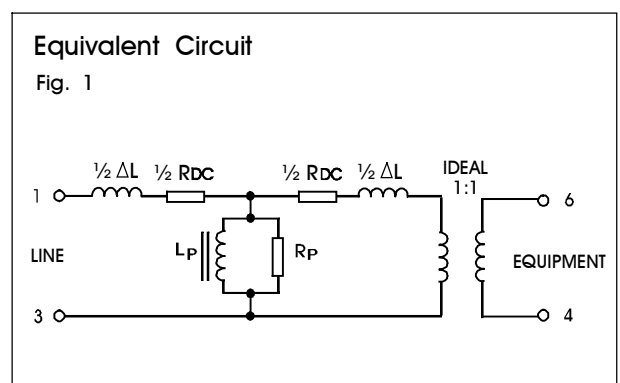 Equivalent Circuit
Fig. 1
½ ΔL ½ RDC ½ RDC ½ ΔL IDEAL
1:1
1 6
LP RP
LINE EQUIPMENT
3 4